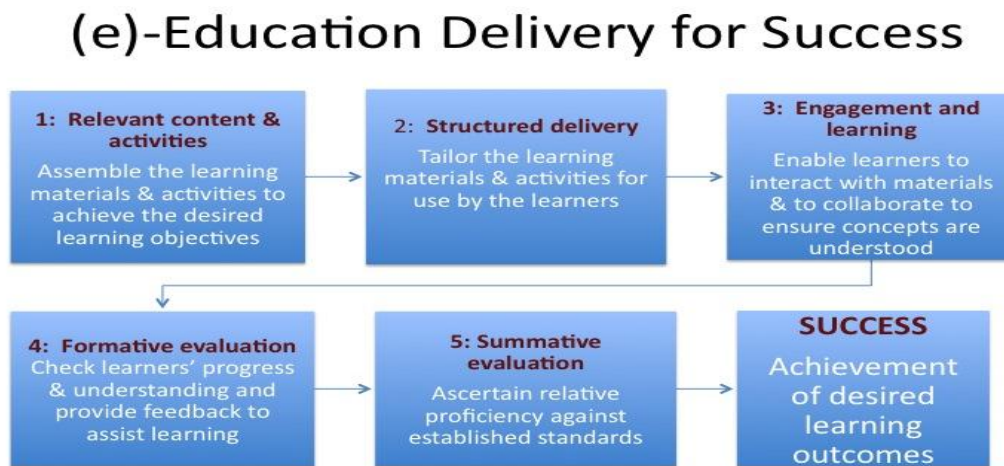 (e)-Education Delivery for Success
1: Relevant content &
activities
Assemble the learning
materials & activities to
achieve the desired
learning objectives
2: Structured delivery
Tailor the learning
materials & activities for
use by the learners
3: Engagement and
learning
Enable learners to
interact with materials
& to collaborate to
ensure concepts are
understood
4: Formative evaluation
Check learners’ progress
& understanding and
provide feedback to
assist learning
5: Summative
evaluation
Ascertain relative
proficiency against
established standards
SUCCESS
Achievement
of desired
learning
outcomes